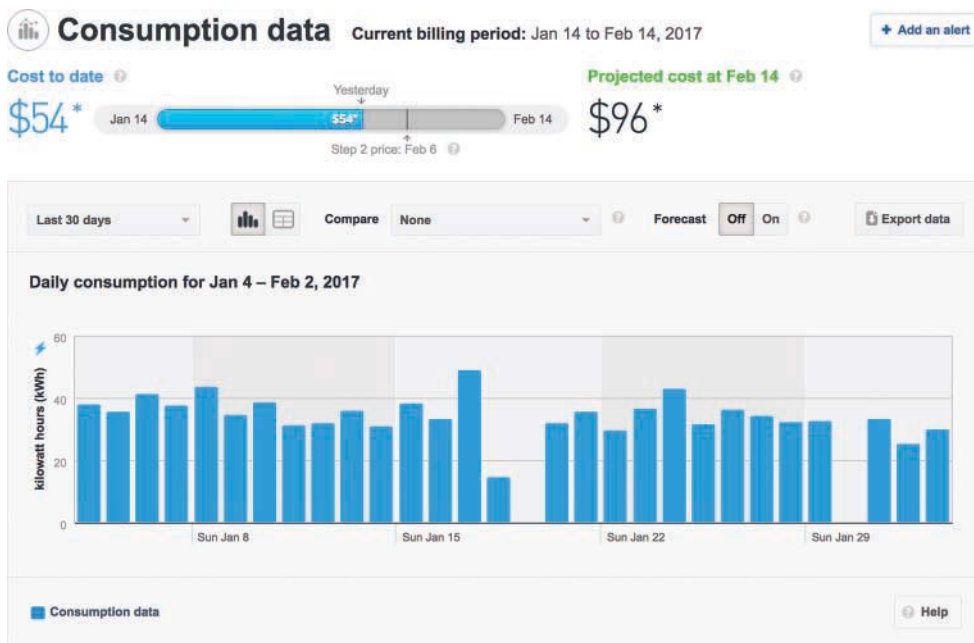 Consumption data Current billing period: Jan 14 to Feb 14, 2017
+ Add an alert
Cost to date ?
Projected cost at Feb 14 ?
$54*
Yesterday
Jan 14 $54* Feb 14
Step 2 price: Feb 6 ?
$96*
Last 30 days
Compare None ?
Forecast Off On ?
Export data
Daily consumption for Jan 4 – Feb 2, 2017
kilowatt hours (kWh)
60
40
20
0
Sun Jan 8 Sun Jan 15 Sun Jan 22 Sun Jan 29
Consumption data
? Help